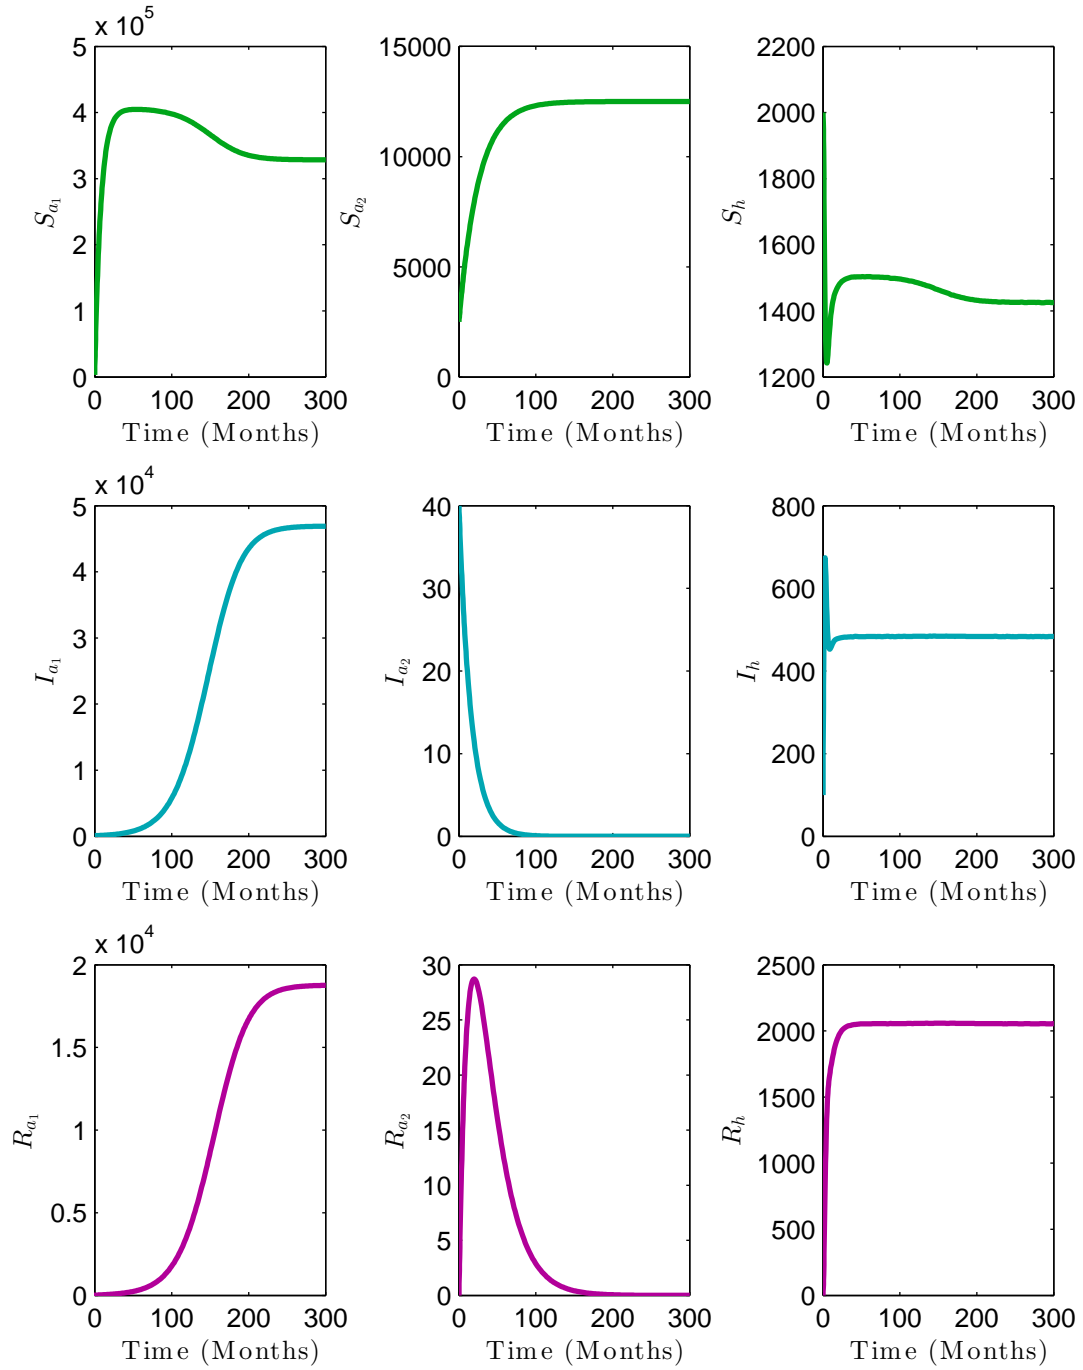 x 10^5
5
4
3
2
1
0
S_{a_1}
0 100 200 300
Time (Months)
15000
10000
5000
0
S_{a_2}
0 100 200 300
Time (Months)
2200
2000
1800
1600
1400
1200
S_h
0 100 200 300
Time (Months)
x 10^4
5
4
3
2
1
0
I_{a_1}
0 100 200 300
Time (Months)
40
30
20
10
0
I_{a_2}
0 100 200 300
Time (Months)
800
600
400
200
0
I_h
0 100 200 300
Time (Months)
x 10^4
2
1.5
1
0.5
0
R_{a_1}
0 100 200 300
Time (Months)
30
25
20
15
10
5
0
R_{a_2}
0 100 200 300
Time (Months)
2500
2000
1500
1000
500
0
R_h
0 100 200 300
Time (Months)